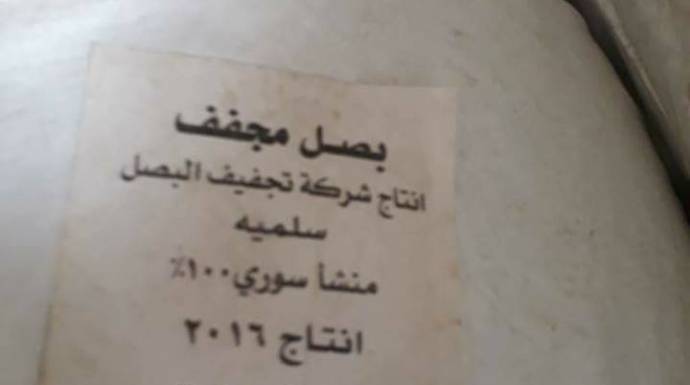 بصل مجفف
انتاج شركة تجفيف البصل
سلميه
منشأ سوري ١٠٠٪
انتاج ٢٠١٦